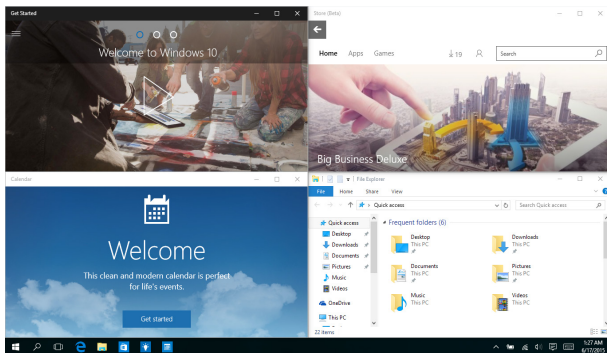 Get Started
Welcome to Windows 10
Store (Beta)
Home Apps Games 19 Search
Big Business Deluxe
Calendar
Welcome
This clean and modern calendar is perfect
for life's events.
Get started
File Explorer
File Home Share View
Quick access Search Quick access
Quick access
Desktop
Downloads
Documents
Pictures
Music
Videos
OneDrive
This PC
Frequent folders (6)
Desktop
This PC
Downloads
This PC
Documents
This PC
Pictures
This PC
Music
This PC
Videos
This PC
22 items
1:27 AM
6/17/2015